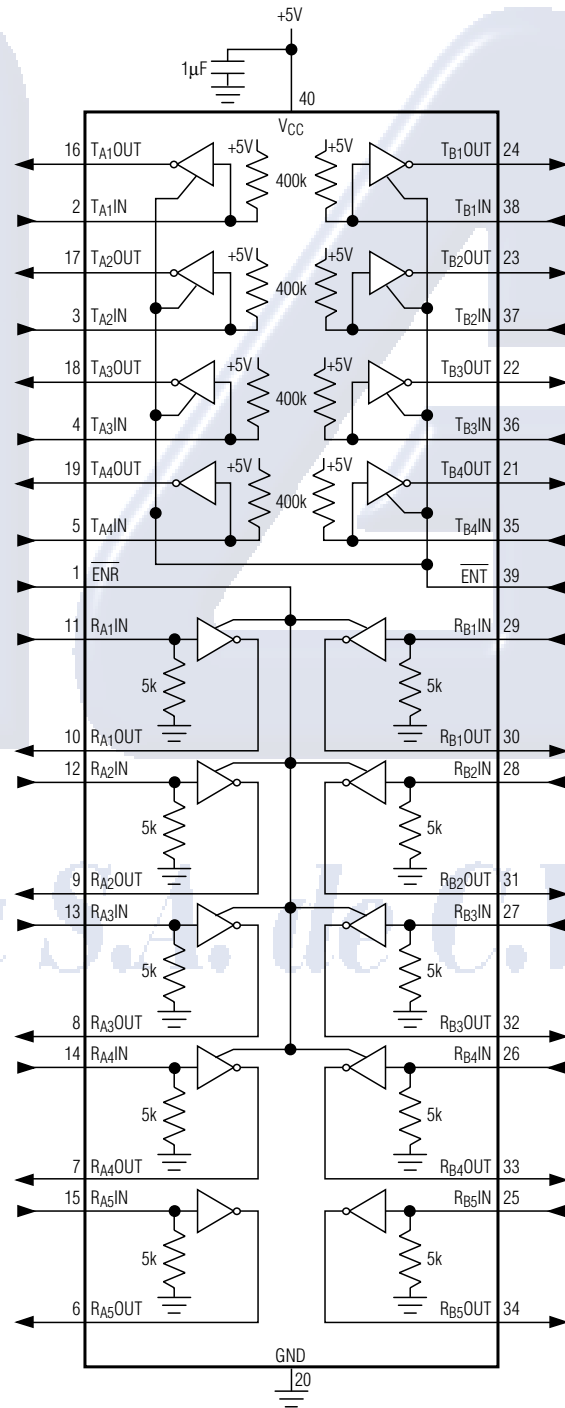 +5V
1μF
40
VCC
16 TA1OUT +5V +5V TB1OUT 24
400k
2 TA1IN TB1IN 38
17 TA2OUT +5V +5V TB2OUT 23
400k
3 TA2IN TB2IN 37
18 TA3OUT +5V +5V TB3OUT 22
400k
4 TA3IN TB3IN 36
19 TA4OUT +5V +5V TB4OUT 21
400k
5 TA4IN TB4IN 35
1 ENR ENT 39
11 RA1IN RB1IN 29
5k 5k
10 RA1OUT RB1OUT 30
12 RA2IN RB2IN 28
5k 5k
9 RA2OUT RB2OUT 31
13 RA3IN RB3IN 27
S.A. de C.
5k 5k
8 RA3OUT RB3OUT 32
14 RA4IN RB4IN 26
5k 5k
7 RA4OUT RB4OUT 33
15 RA5IN RB5IN 25
5k 5k
6 RA5OUT RB5OUT 34
GND
20